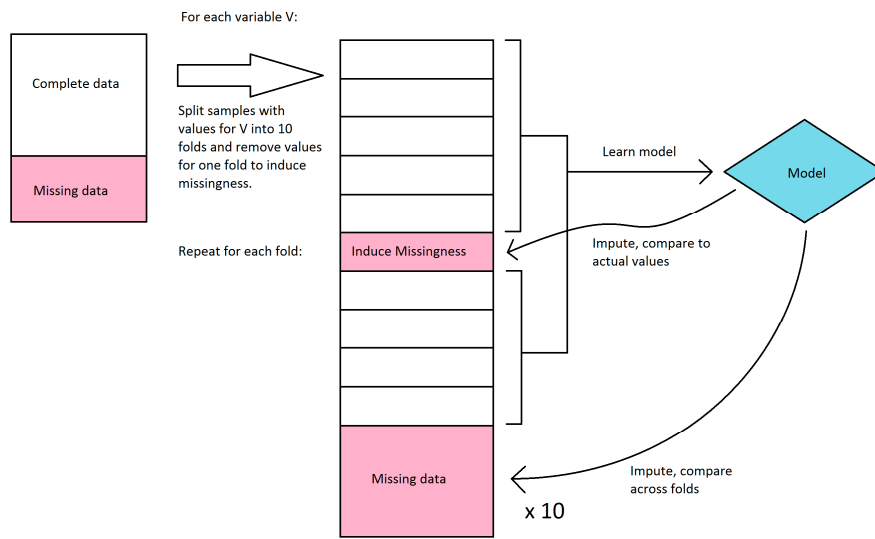 For each variable V:
Complete data
Split samples with
values for V into 10
folds and remove values
for one fold to induce
missingness.
Learn model
Model
Missing data
Repeat for each fold:
Induce Missingness
Impute, compare to
actual values
Missing data
Impute, compare
across folds
x 10